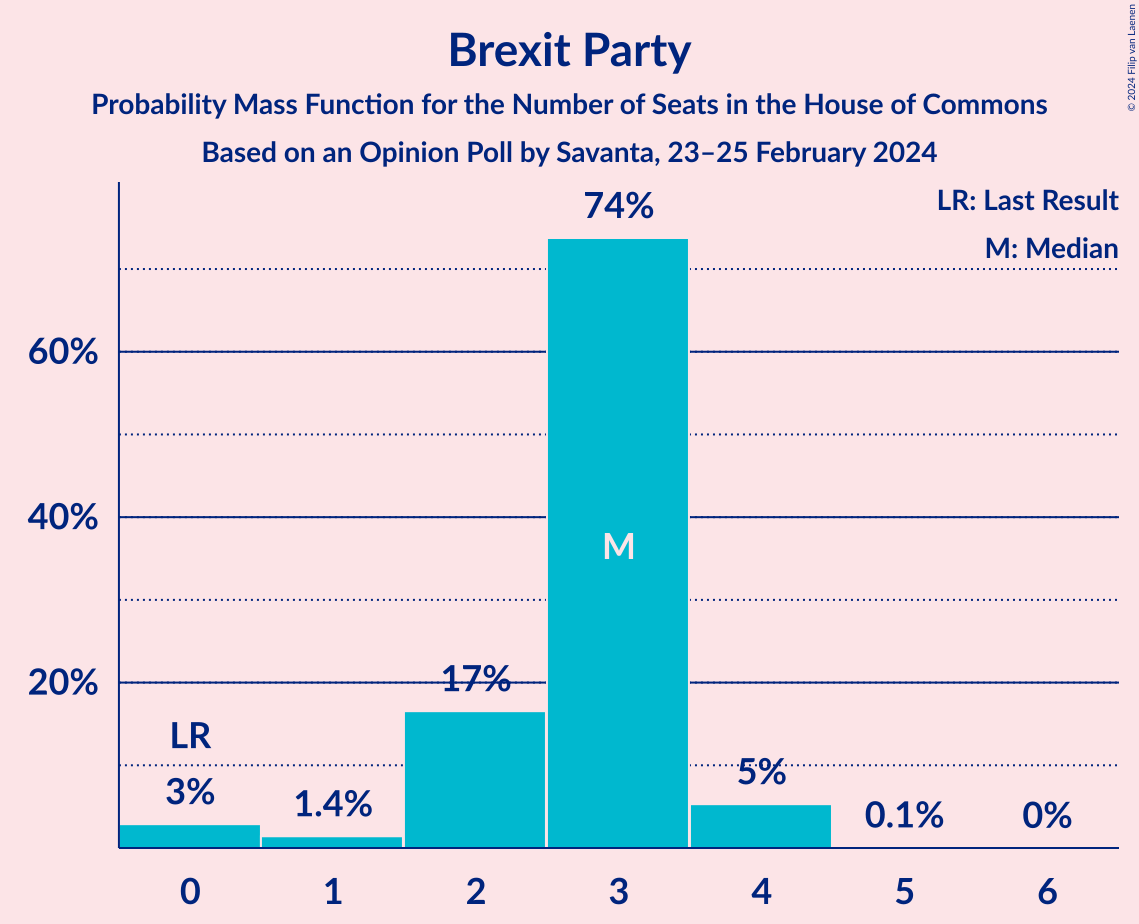 Brexit Party
Probability Mass Function for the Number of Seats in the House of Commons
Based on an Opinion Poll by Savanta, 23–25 February 2024
© 2024 Filip van Laenen
LR: Last Result
M: Median
74%
60%
40%
M
20%
17%
LR
3%
1.4%
5%
0.1%
0%
0 1 2 3 4 5 6